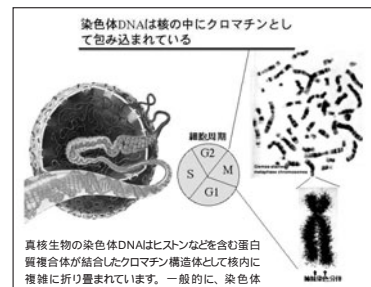 染色体DNAは核の中にクロマチンとし
て包み込まれている
細胞周期
G2
S
M
G1
Giemsa-stained
metaphase chromosomes
真核生物の染色体DNAはヒストンなどを含む蛋白
質複合体が結合したクロマチン構造体として核内に
複雑に折り畳まれています。一般的に、染色体